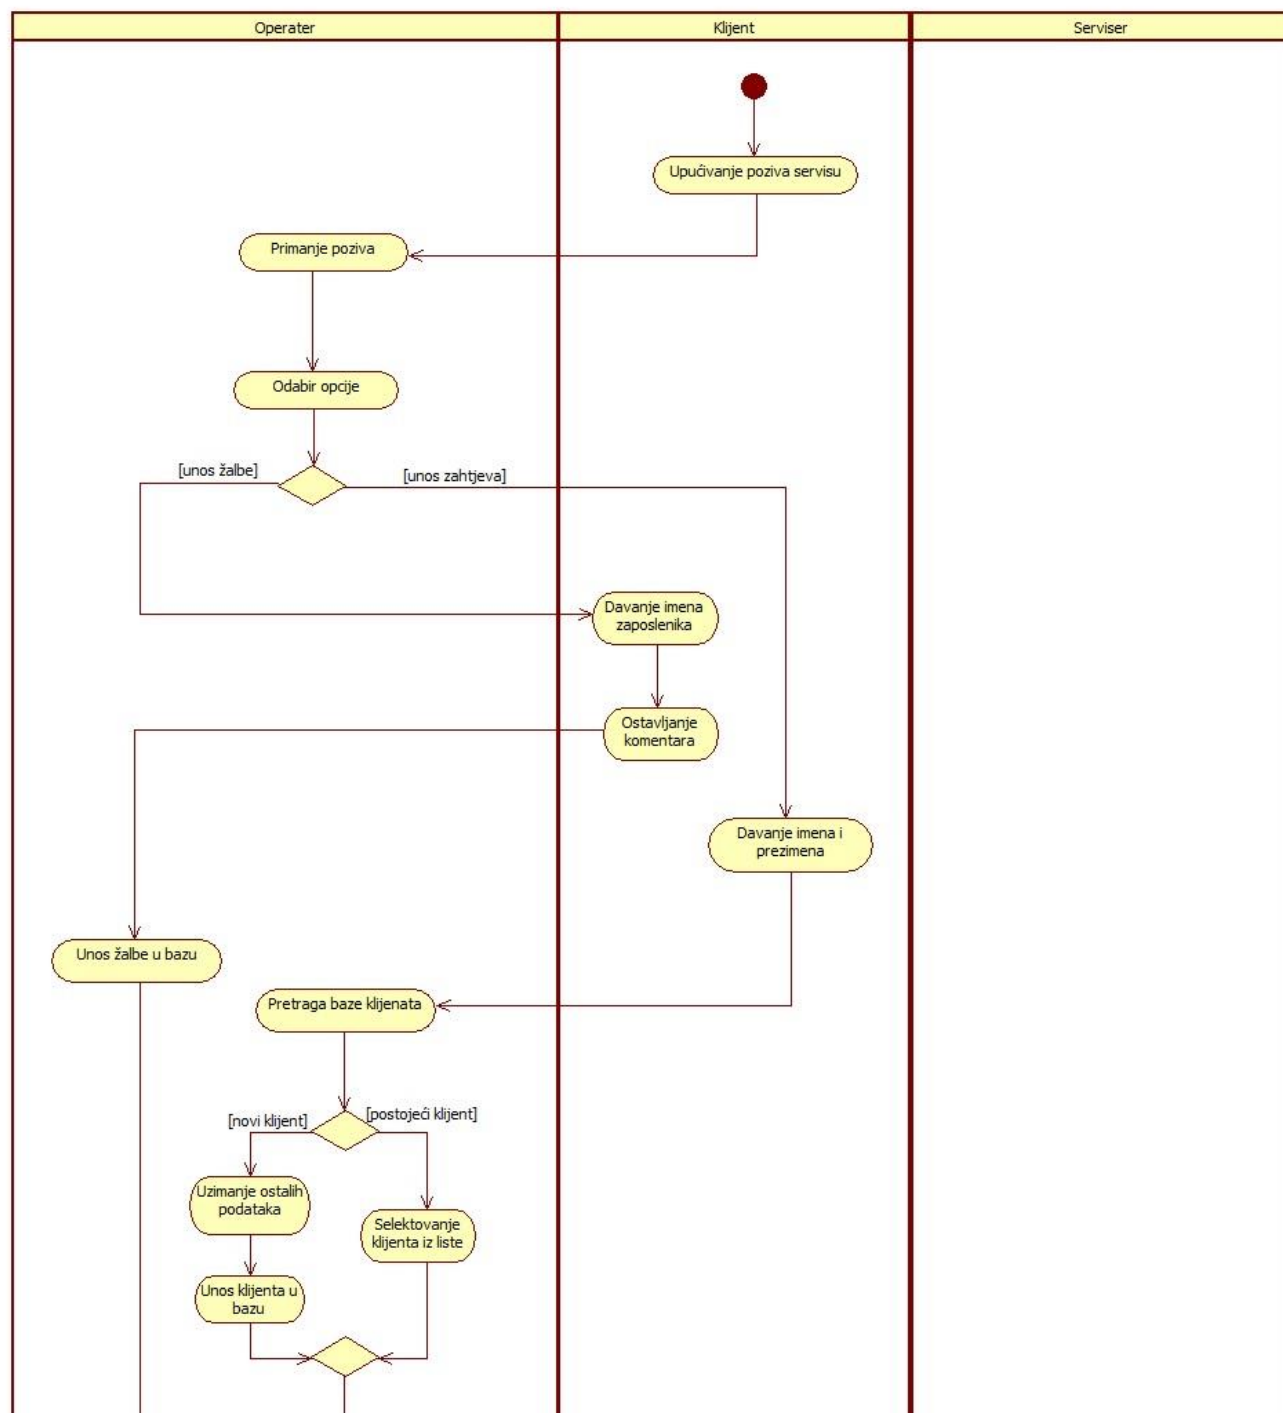 Operater
Klijent
Serviser
Upućivanje poziva servisu
Primanje poziva
Odabir opcije
[unos žalbe]
[unos zahtjeva]
Davanje imena
zaposlenika
Ostavljanje
komentara
Davanje imena i
prezimena
Unos žalbe u bazu
Pretraga baze klijenata
[novi klijent]
[postojeći klijent]
Uzimanje ostalih
podataka
Selektovanje
klijenta iz liste
Unos klijenta u
bazu